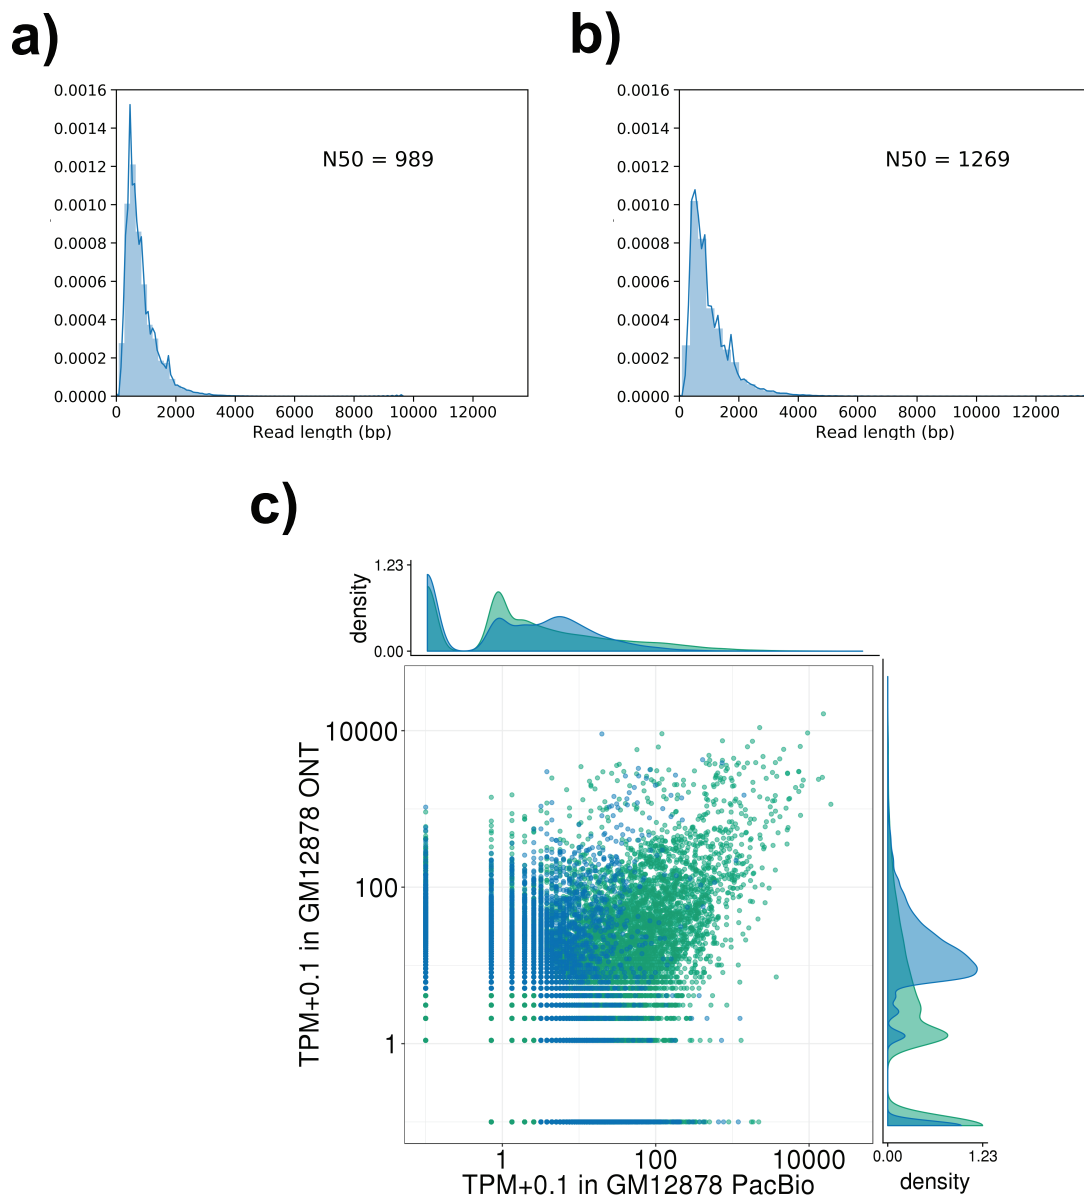 a)
b)
0.0016
0.0014
0.0012
0.0010
0.0008
0.0006
0.0004
0.0002
0.0000
N50 = 989
0 2000 4000 6000 8000 10000 12000
Read length (bp)
0.0016
0.0014
0.0012
0.0010
0.0008
0.0006
0.0004
0.0002
0.0000
N50 = 1269
0 2000 4000 6000 8000 10000 12000
Read length (bp)
c)
density
1.23
0.00
TPM+0.1 in GM12878 ONT
10000
100
1
1 100 10000
TPM+0.1 in GM12878 PacBio
0.00 1.23
density